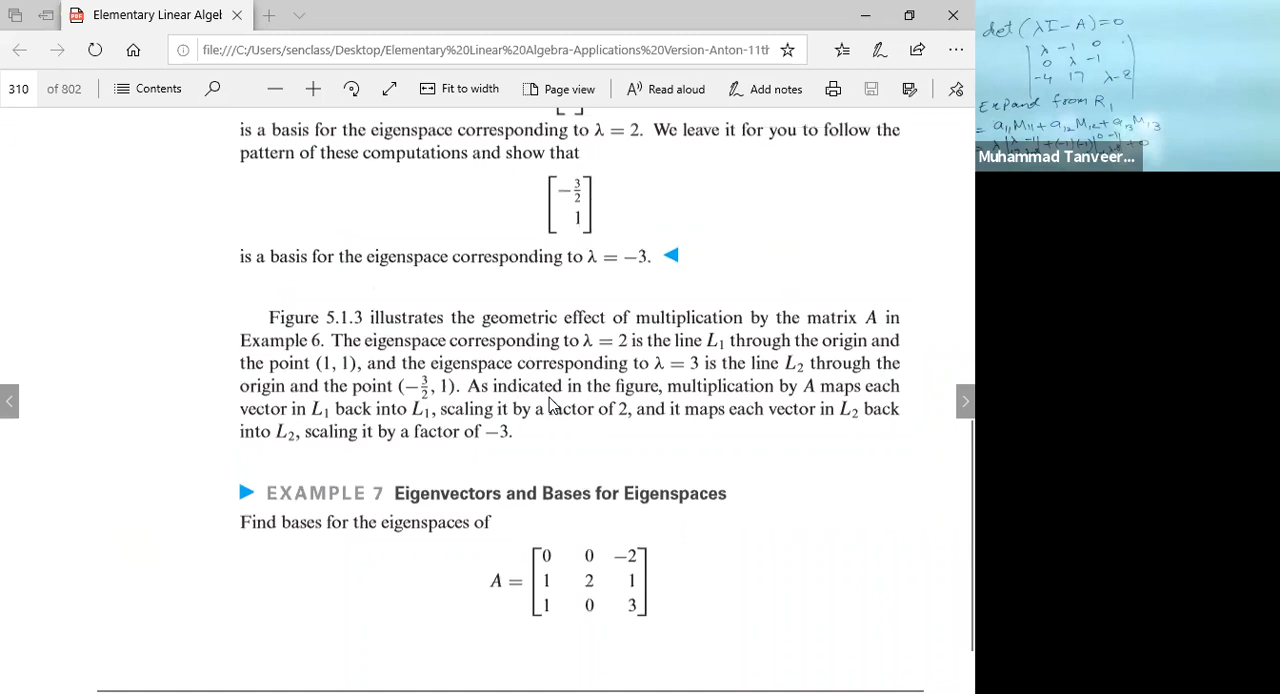 Elementary Linear Algel
file:///C:/Users/senclass/Desktop/Elementary%20Linear%20Algebra-Applications%20Version-Anton-11th
310 of 802
Contents
Fit to width
Page view
Read aloud
Add notes
is a basis for the eigenspace corresponding to λ = 2. We leave it for you to follow the
pattern of these computations and show that
[−3/2
1]
is a basis for the eigenspace corresponding to λ = −3.
Figure 5.1.3 illustrates the geometric effect of multiplication by the matrix A in
Example 6. The eigenspace corresponding to λ = 2 is the line L₁ through the origin and
the point (1, 1), and the eigenspace corresponding to λ = 3 is the line L₂ through the
origin and the point (−3/2, 1). As indicated in the figure, multiplication by A maps each
vector in L₁ back into L₁, scaling it by a factor of 2, and it maps each vector in L₂ back
into L₂, scaling it by a factor of −3.
EXAMPLE 7 Eigenvectors and Bases for Eigenspaces
Find bases for the eigenspaces of
A = [0 0 −2
1 2 1
1 0 3]
det(λI−A)=0
λ −1 0
0 λ −1
−4 17 λ−8
Expand from R₁
= a₁₁M₁₁+a₁₂M₁₂+a₁₃M₁₃
Muhammad Tanveer...